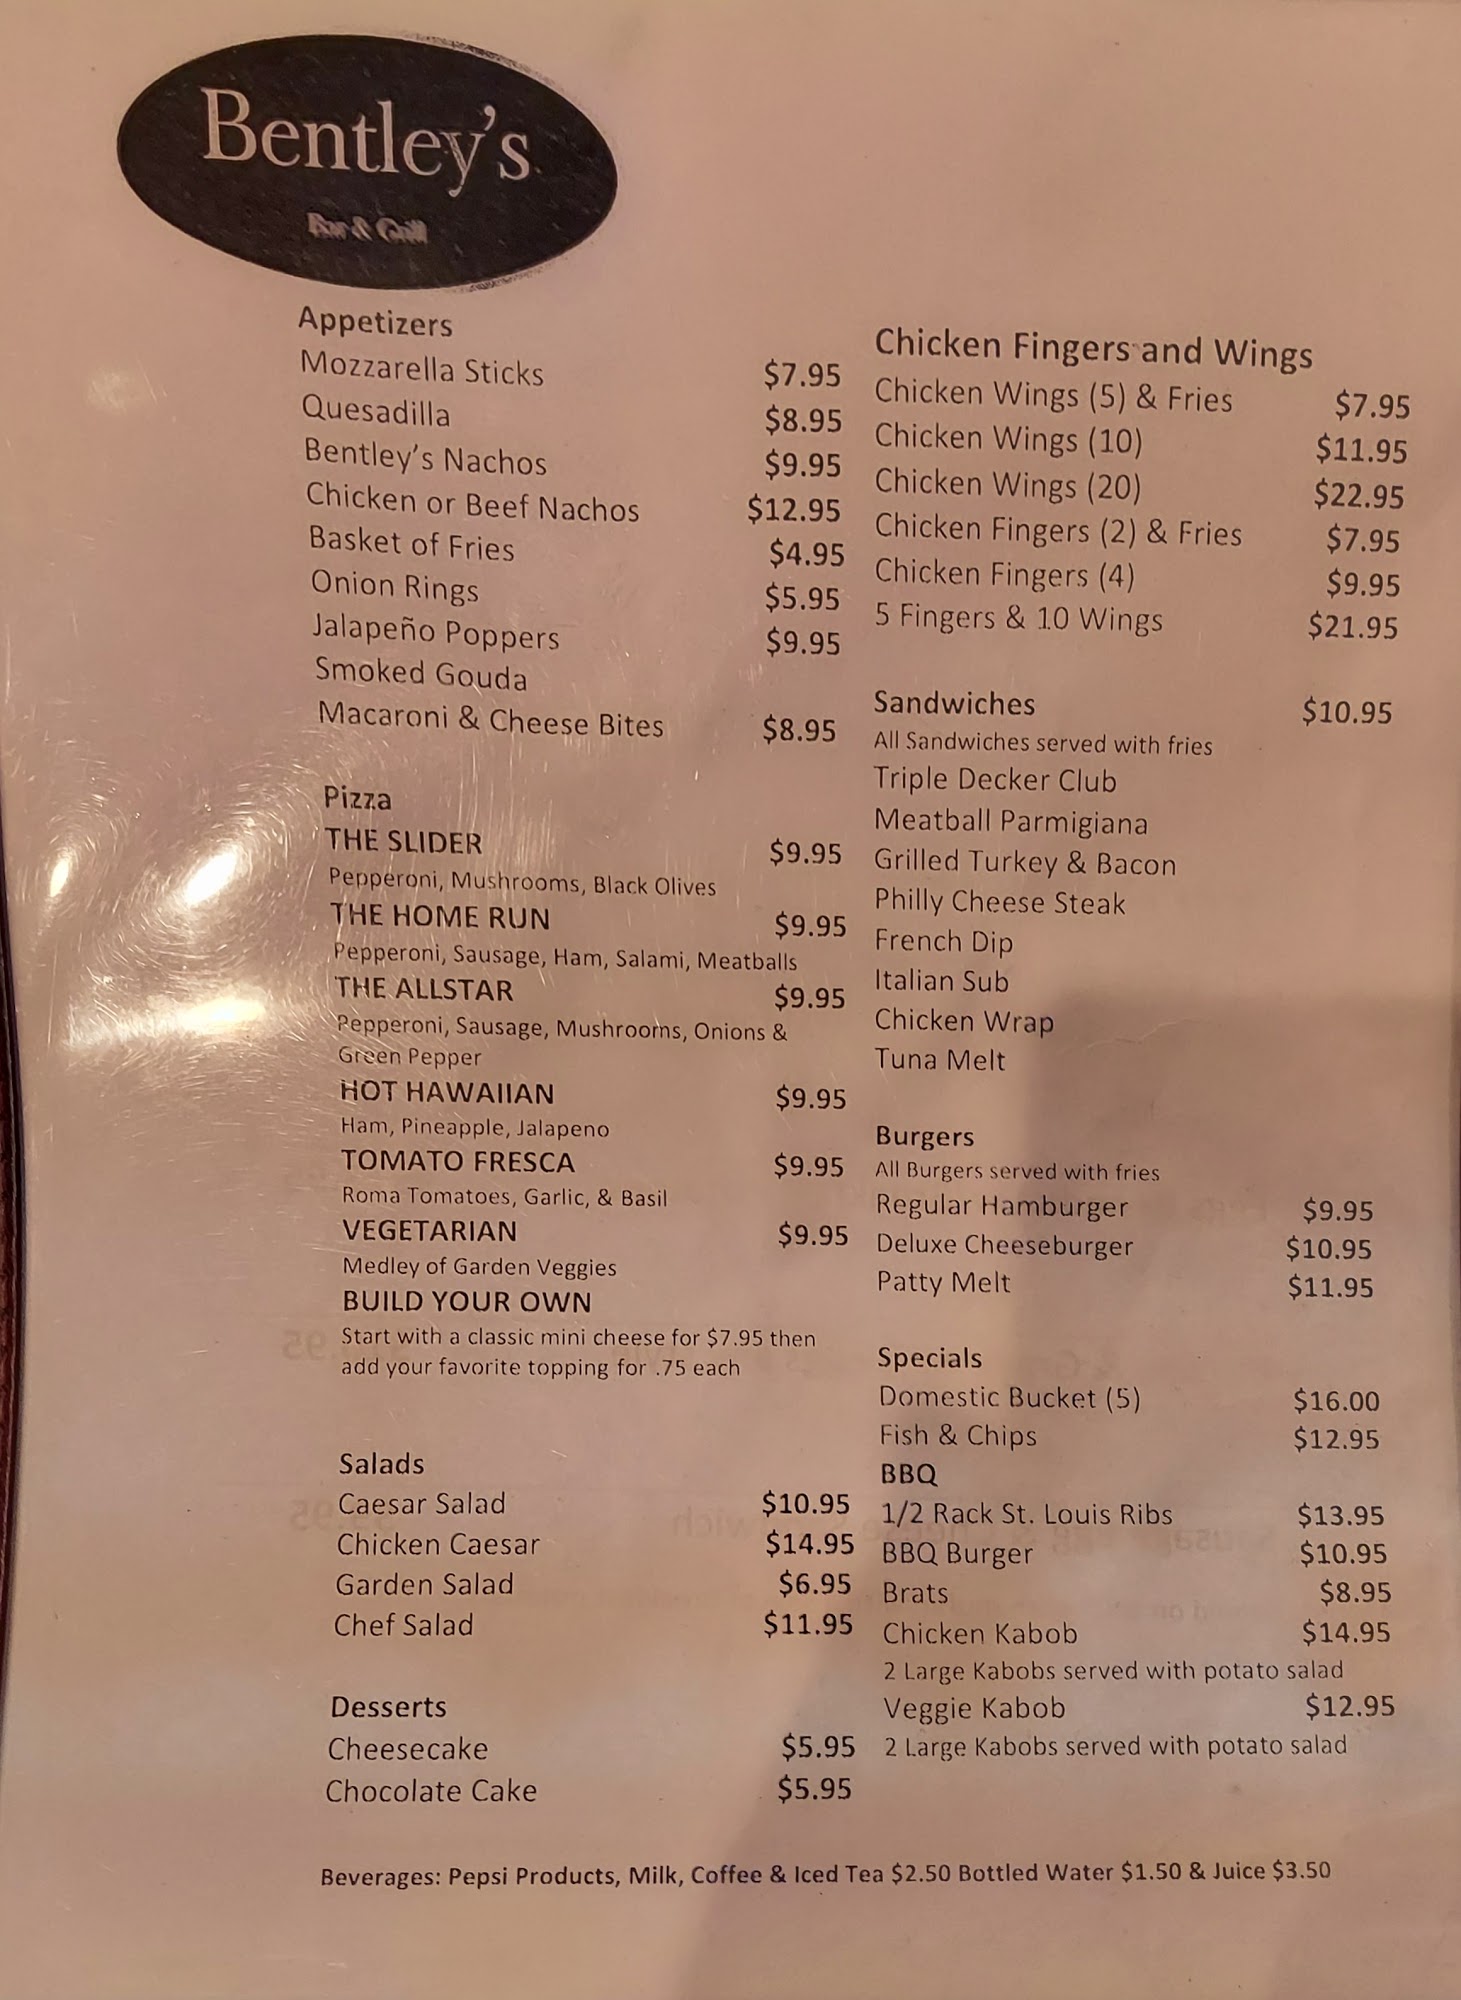 Bentley's
Bar & Grill
Appetizers
Mozzarella Sticks $7.95
Quesadilla $8.95
Bentley's Nachos $9.95
Chicken or Beef Nachos $12.95
Basket of Fries $4.95
Onion Rings $5.95
Jalapeño Poppers $9.95
Smoked Gouda
Macaroni & Cheese Bites $8.95
Pizza
THE SLIDER $9.95
Pepperoni, Mushrooms, Black Olives
THE HOME RUN $9.95
Pepperoni, Sausage, Ham, Salami, Meatballs
THE ALLSTAR $9.95
Pepperoni, Sausage, Mushrooms, Onions &
Green Pepper
HOT HAWAIIAN $9.95
Ham, Pineapple, Jalapeno
TOMATO FRESCA $9.95
Roma Tomatoes, Garlic, & Basil
VEGETARIAN $9.95
Medley of Garden Veggies
BUILD YOUR OWN
Start with a classic mini cheese for $7.95 then
add your favorite topping for .75 each
Salads
Caesar Salad $10.95
Chicken Caesar $14.95
Garden Salad $6.95
Chef Salad $11.95
Desserts
Cheesecake $5.95
Chocolate Cake $5.95
Chicken Fingers and Wings
Chicken Wings (5) & Fries $7.95
Chicken Wings (10) $11.95
Chicken Wings (20) $22.95
Chicken Fingers (2) & Fries $7.95
Chicken Fingers (4) $9.95
5 Fingers & 10 Wings $21.95
Sandwiches $10.95
All Sandwiches served with fries
Triple Decker Club
Meatball Parmigiana
Grilled Turkey & Bacon
Philly Cheese Steak
French Dip
Italian Sub
Chicken Wrap
Tuna Melt
Burgers
All Burgers served with fries
Regular Hamburger $9.95
Deluxe Cheeseburger $10.95
Patty Melt $11.95
Specials
Domestic Bucket (5) $16.00
Fish & Chips $12.95
BBQ
1/2 Rack St. Louis Ribs $13.95
BBQ Burger $10.95
Brats $8.95
Chicken Kabob $14.95
2 Large Kabobs served with potato salad
Veggie Kabob $12.95
2 Large Kabobs served with potato salad
Beverages: Pepsi Products, Milk, Coffee & Iced Tea $2.50 Bottled Water $1.50 & Juice $3.50